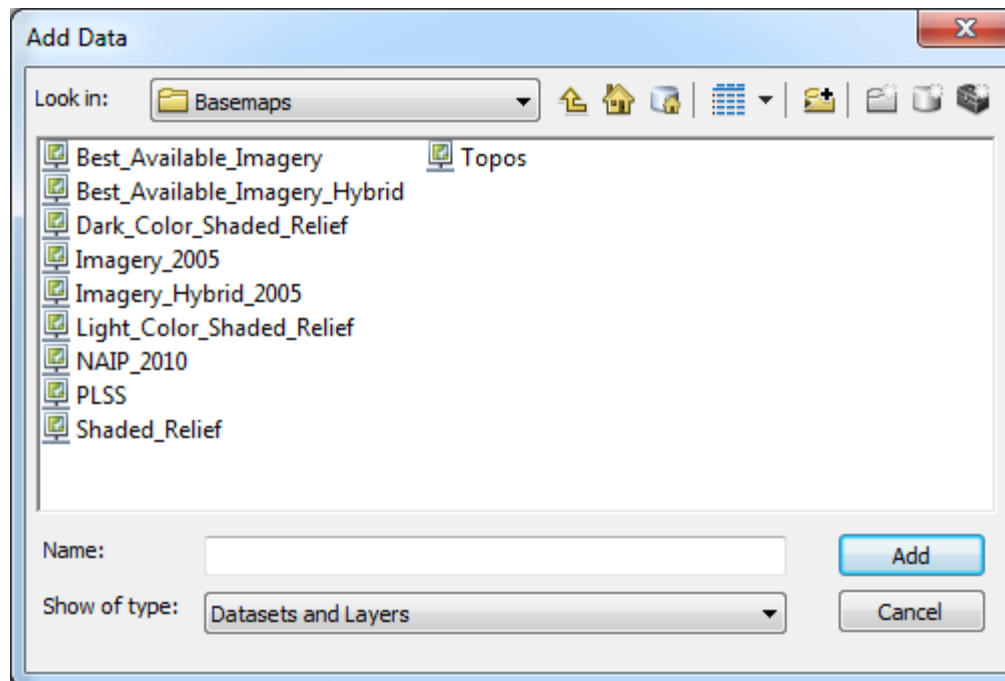 Add Data
Look in: Basemaps
Best_Available_Imagery
Best_Available_Imagery_Hybrid
Dark_Color_Shaded_Relief
Imagery_2005
Imagery_Hybrid_2005
Light_Color_Shaded_Relief
NAIP_2010
PLSS
Shaded_Relief
Topos
Name:
Add
Show of type: Datasets and Layers
Cancel